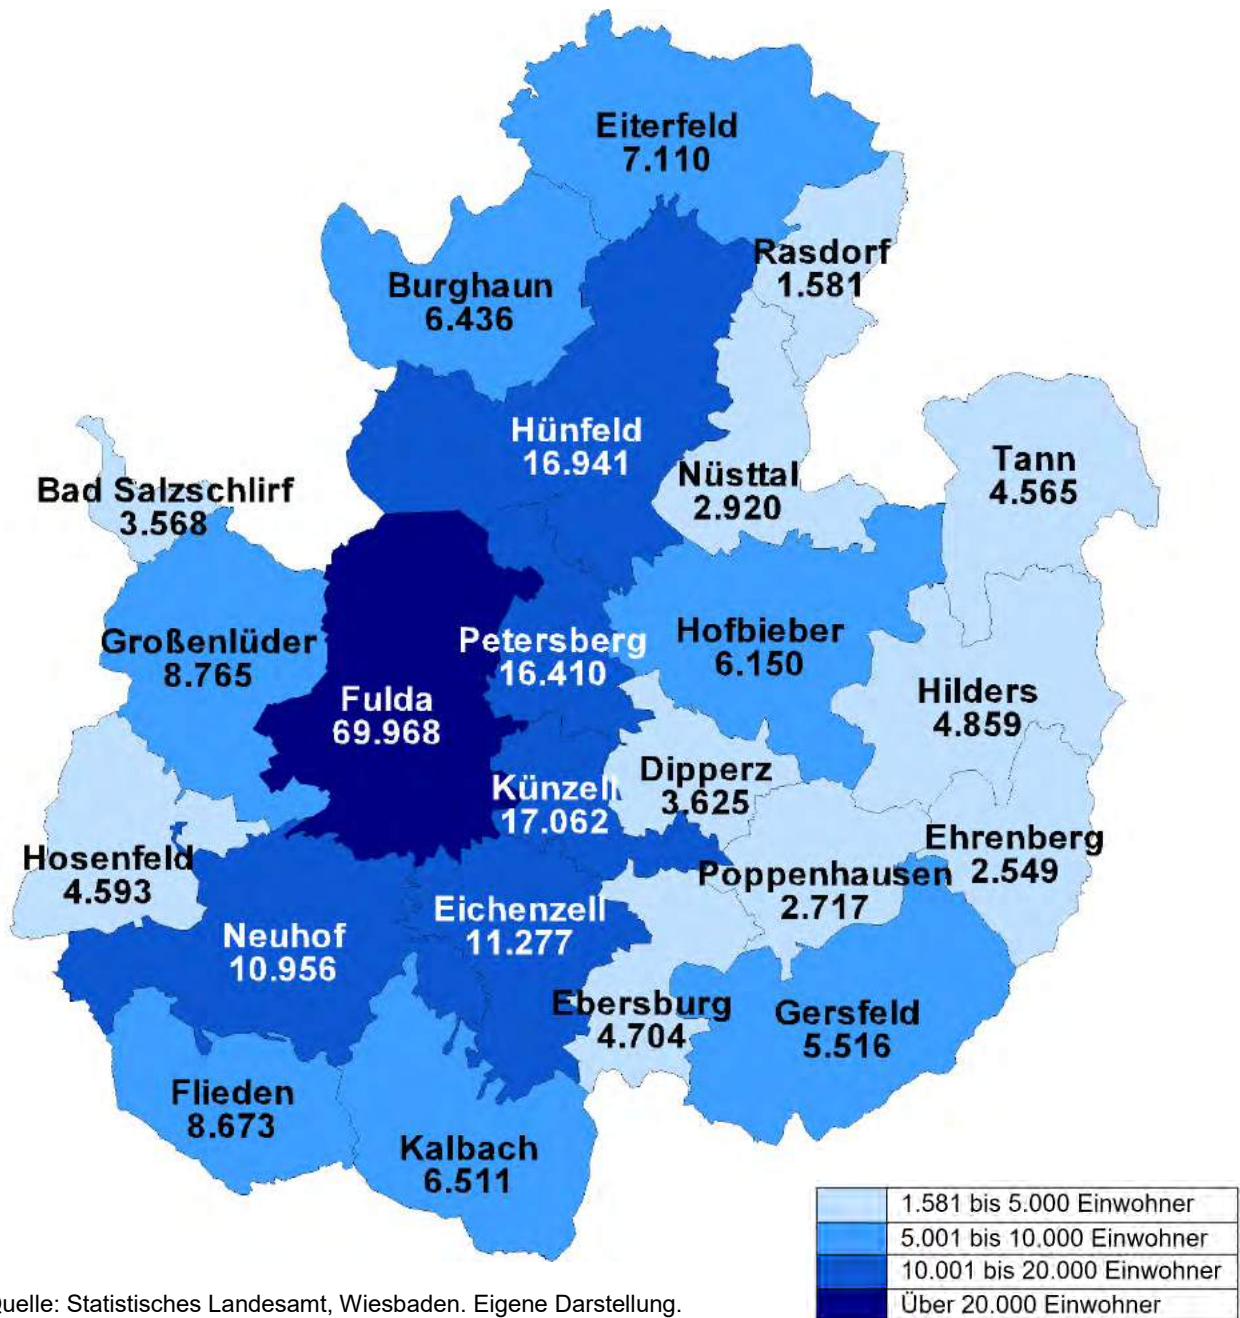 Eiterfeld
7.110
Rasdorf
1.581
Burghaun
6.436
Hünfeld
16.941
Nüsttal
2.920
Tann
4.565
Bad Salzschlirf
3.568
Großenlüder
8.765
Petersberg
16.410
Hofbieber
6.150
Fulda
69.968
Hilders
4.859
Künzell
17.062
Dipperz
3.625
Hosenfeld
4.593
Ehrenberg
2.549
Poppenhausen
2.717
Neuhof
10.956
Eichenzell
11.277
Ebersburg
4.704
Gersfeld
5.516
Flieden
8.673
Kalbach
6.511
1.581 bis 5.000 Einwohner
5.001 bis 10.000 Einwohner
10.001 bis 20.000 Einwohner
Über 20.000 Einwohner
uelle: Statistisches Landesamt, Wiesbaden. Eigene Darstellung.